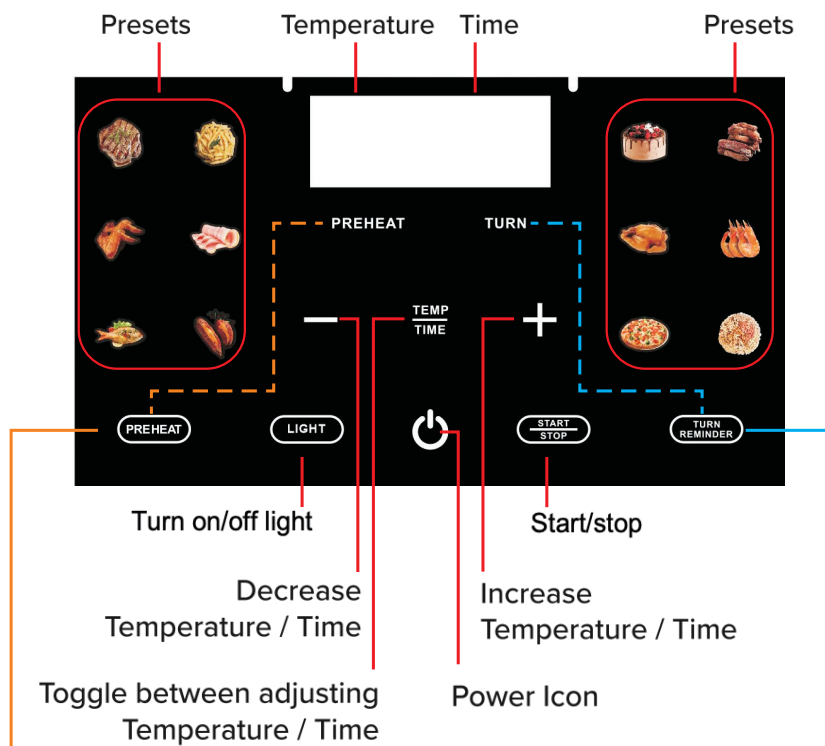 Presets
Temperature
Time
Presets
PREHEAT
TURN
TEMP
TIME
PREHEAT
LIGHT
START
STOP
TURN
REMINDER
Turn on/off light
Start/stop
Decrease
Temperature / Time
Increase
Temperature / Time
Toggle between adjusting
Temperature / Time
Power Icon